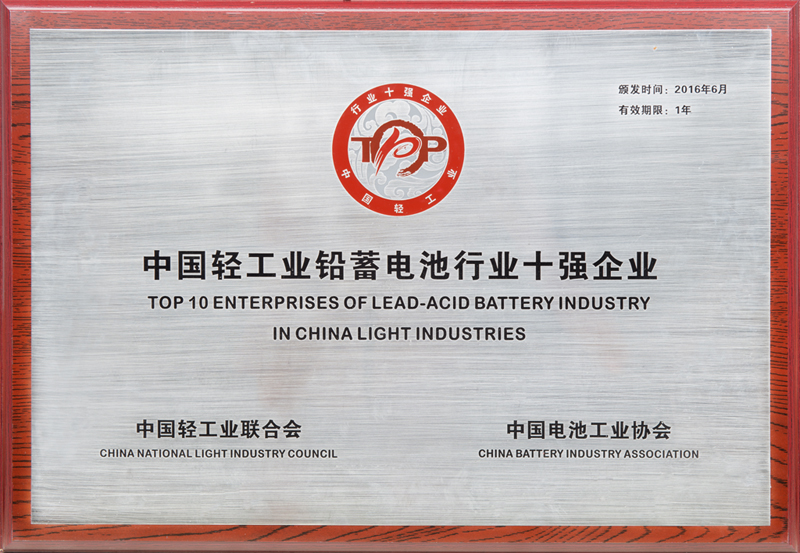 颁发时间：2016年6月
有效期限：1年
行业十强企业
TOP
中国轻工业
中国轻工业铅蓄电池行业十强企业
TOP 10 ENTERPRISES OF LEAD-ACID BATTERY INDUSTRY
IN CHINA LIGHT INDUSTRIES
中国轻工业联合会
CHINA NATIONAL LIGHT INDUSTRY COUNCIL
中国电池工业协会
CHINA BATTERY INDUSTRY ASSOCIATION